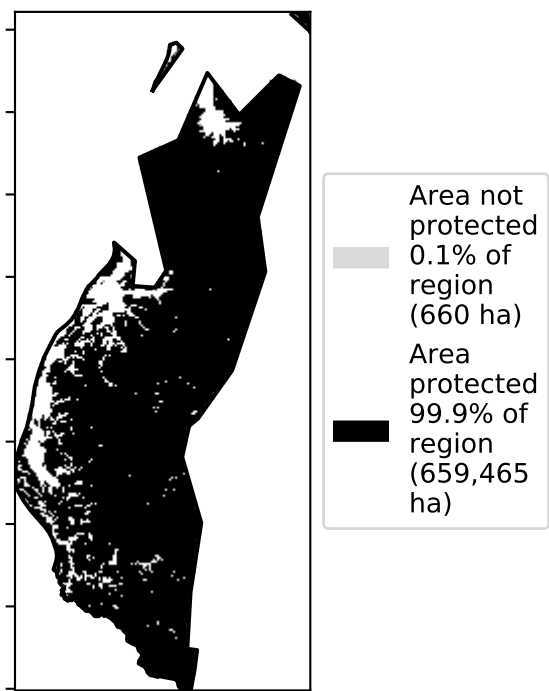 Area not
protected
0.1% of
region
(660 ha)
Area
protected
99.9% of
region
(659,465
ha)